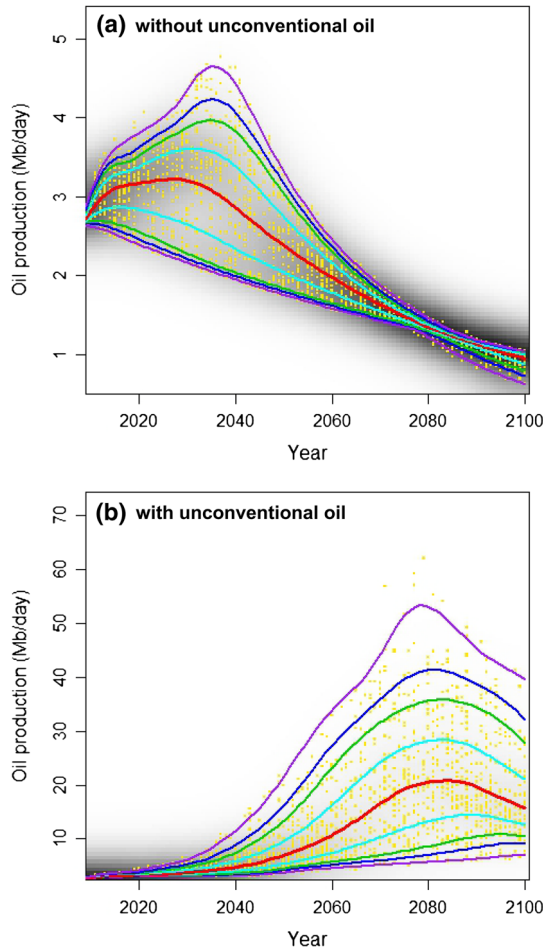 (a) without unconventional oil
5
4
3
2
1
Oil production (Mb/day)
2020 2040 2060 2080 2100
Year
(b) with unconventional oil
70
60
50
40
30
20
10
Oil production (Mb/day)
2020 2040 2060 2080 2100
Year